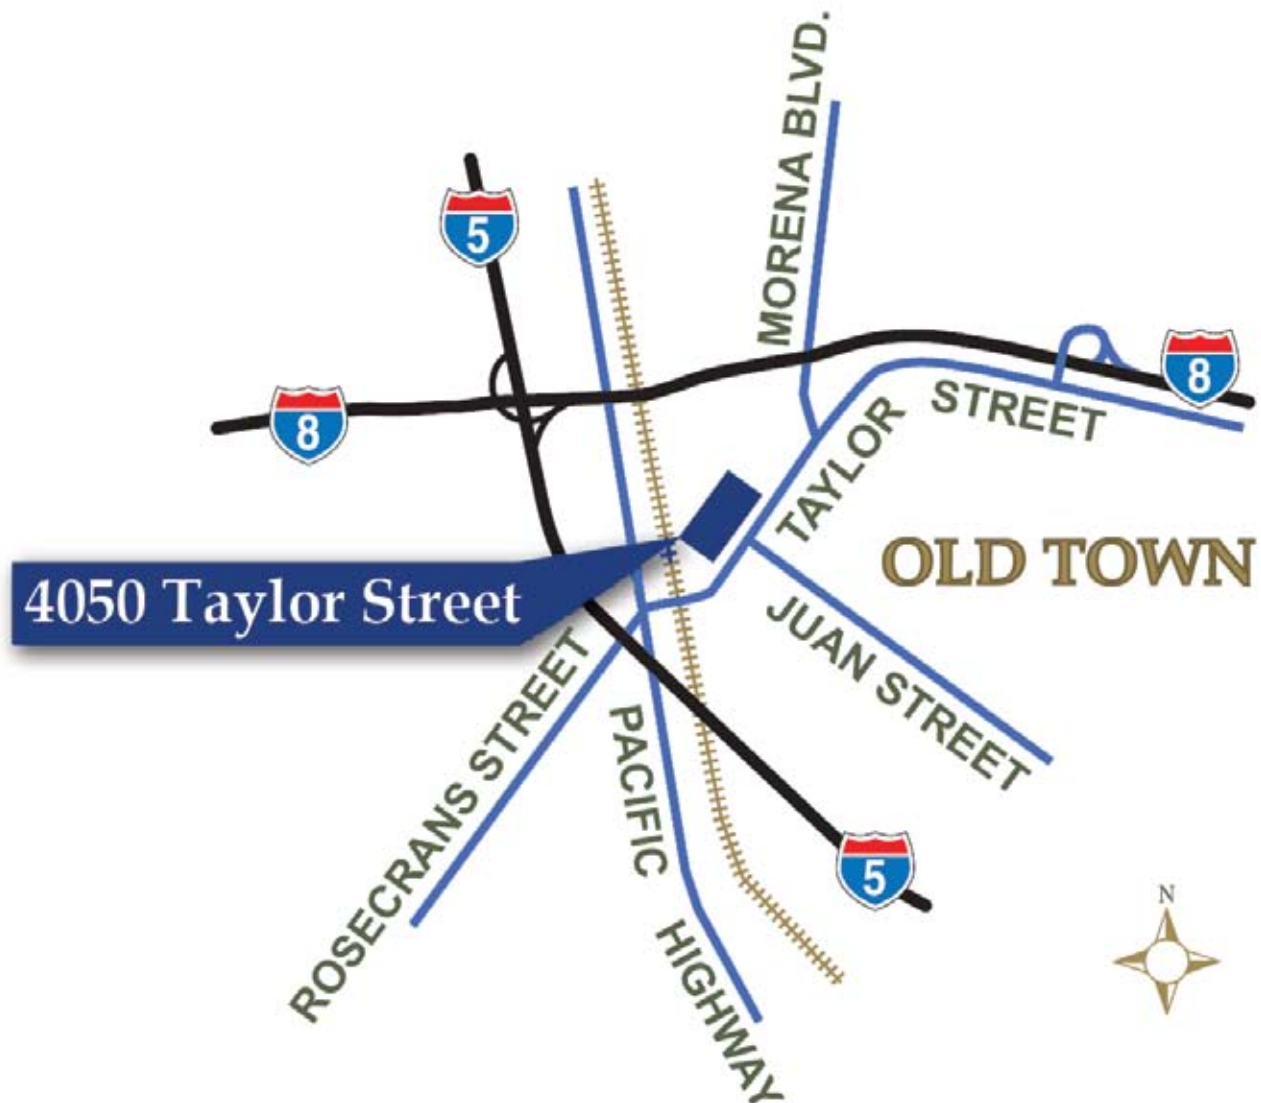 MORENA BLVD.
5
8
8
STREET
TAYLOR
OLD TOWN
4050 Taylor Street
JUAN STREET
ROSECRANS STREET
PACIFIC
HIGHWAY
5
N